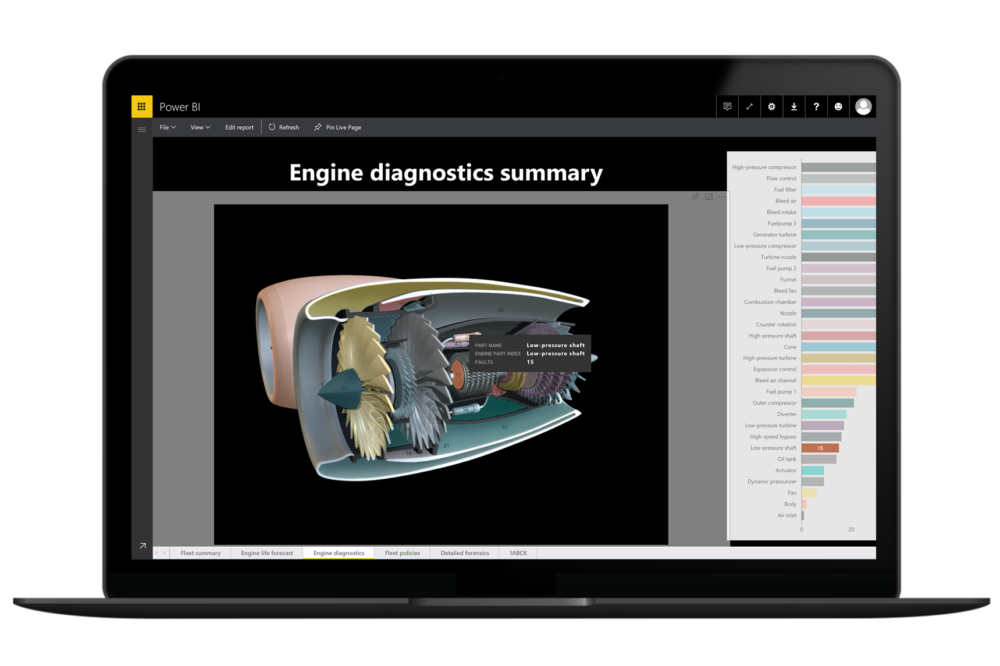 Power BI
File
View
Edit report
Refresh
Pin Live Page
Engine diagnostics summary
66
16
47
PART NAME Low-pressure shaft
ENGINE PART INDEX Low-pressure shaft
FAULTS 15
15
37
56
55
21
14
High-pressure compressor
Flow control
Fuel filter
Bleed air
Bleed intake
Fuelpump 3
Generator turbine
Low-pressure compressor
Turbine nozzle
Fuel pump 2
Funnel
Bleed fan
Combustion chamber
Nozzle
Counter rotation
High-pressure shaft
Cone
High-pressure turbine
Expansion control
Bleed air channel
Fuel pump 1
Outer compressor
Diverter
Low-pressure turbine
High-speed bypass
Low-pressure shaft 15
Oil tank
Actuator
Dynamic pressurizer
Fan
Body
Air inlet
0 20
Fleet summary
Engine life forecast
Engine diagnostics
Fleet policies
Detailed forensics
1ABCK